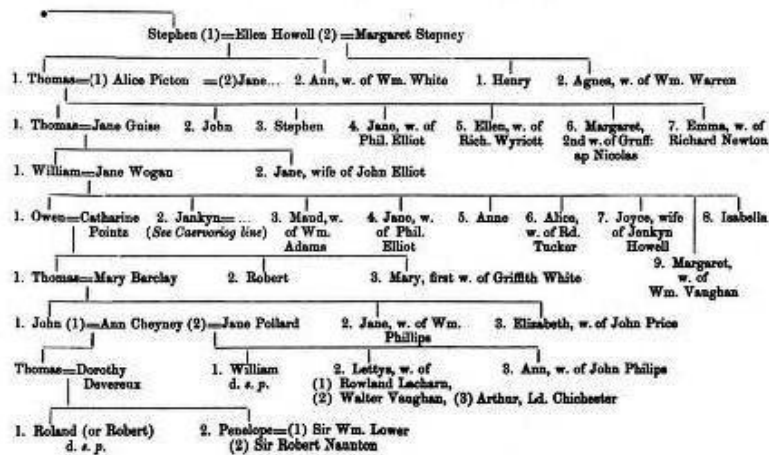 Stephen (1)=Ellen Howell (2)=Margaret Stepney
1. Thomas=(1) Alice Picton =(2)Jane... 2. Ann, w. of Wm. White 1. Henry 2. Agnes, w. of Wm. Warren
1. Thomas=Jane Guise 2. John 3. Stephen 4. Jane, w. of 5. Ellen, w. of 6. Margaret, 7. Emma, w. of
Phil. Elliot Rich. Wyriott 2nd w. of Gruff: Richard Newton
ap Nicolas
1. William=Jane Wogan 2. Jane, wife of John Elliot
1. Owen=Catharine 2. Jankyn=... 3. Maud, w. 4. Jane, w. 5. Anne 6. Alice, 7. Joyce, wife 8. Isabella
Points (See Caervoriog line) of Wm. of Phil. w. of Rd. of Jenkyn
Adams Elliot Tucker Howell
9. Margaret,
w. of
Wm. Vaughan
1. Thomas=Mary Barclay 2. Robert 3. Mary, first w. of Griffith White
1. John (1)=Ann Cheyney (2)=Jane Pollard 2. Jane, w. of Wm. 3. Elizabeth, w. of John Price
Phillips
Thomas=Dorothy 1. William 2. Lettys, w. of 3. Ann, w. of John Philips
Devereux d. s. p. (1) Rowland Lacharn,
(2) Walter Vaughan, (3) Arthur, Ld. Chichester
1. Roland (or Robert) 2. Penelope=(1) Sir Wm. Lower
d. s. p. (2) Sir Robert Naunton